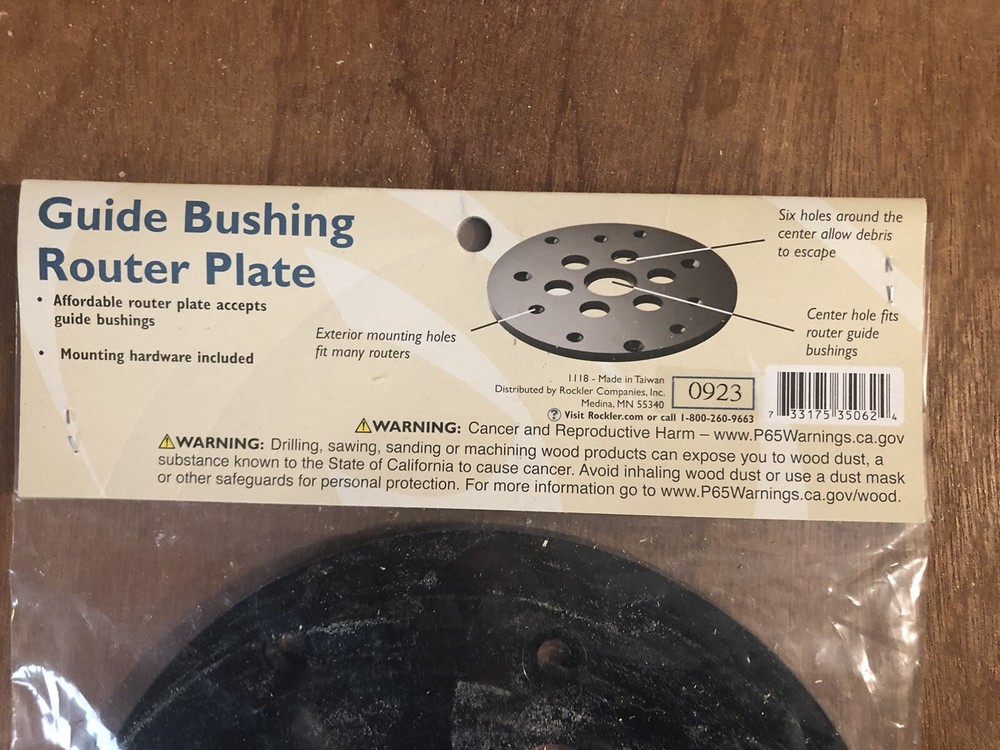 Guide Bushing
Router Plate
• Affordable router plate accepts
guide bushings
• Mounting hardware included
Exterior mounting holes
fit many routers
Six holes around the
center allow debris
to escape
Center hole fits
router guide
bushings
1118 - Made in Taiwan
Distributed by Rockler Companies, Inc.
Medina, MN 55340
0923
? Visit Rockler.com or call 1-800-260-9663
7 33175 35062 4
⚠WARNING: Cancer and Reproductive Harm – www.P65Warnings.ca.gov
⚠WARNING: Drilling, sawing, sanding or machining wood products can expose you to wood dust, a
substance known to the State of California to cause cancer. Avoid inhaling wood dust or use a dust mask
or other safeguards for personal protection. For more information go to www.P65Warnings.ca.gov/wood.